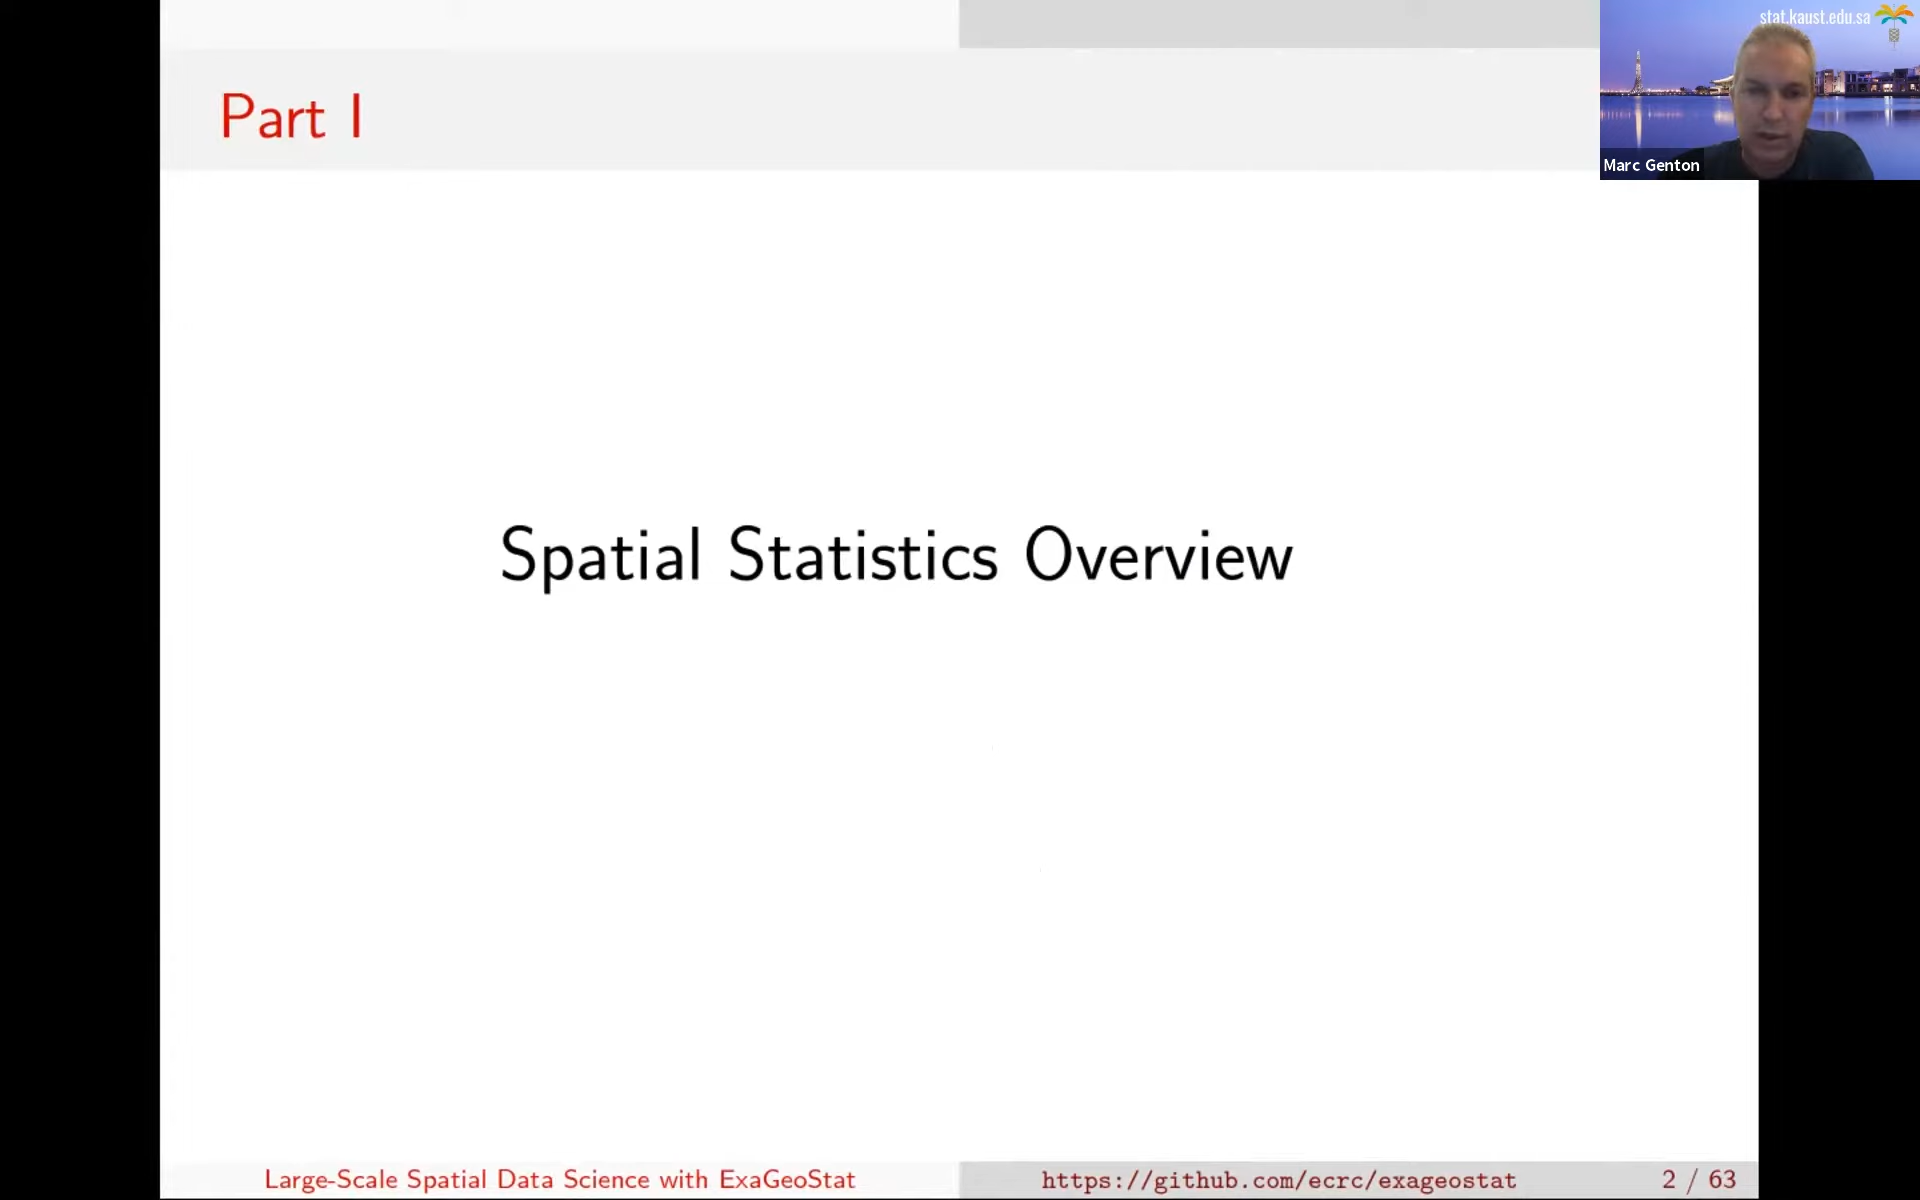 stat.kaust.edu.sa
Part I
Marc Genton
Spatial Statistics Overview
Large-Scale Spatial Data Science with ExaGeoStat
https://github.com/ecrc/exageostat
2 / 63